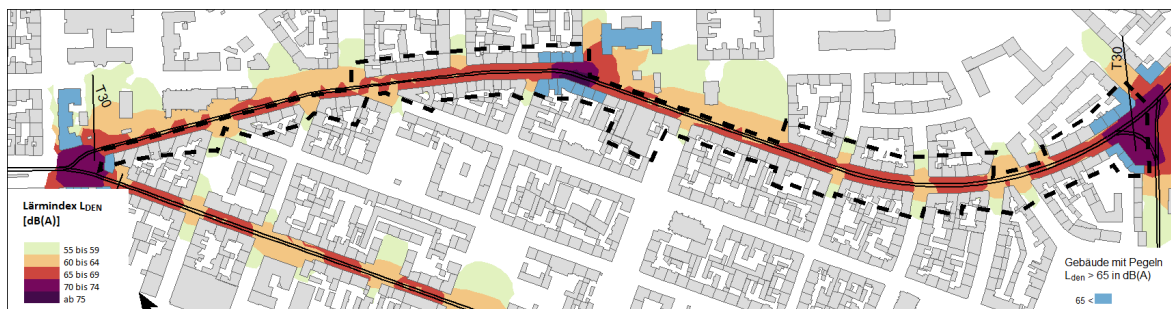 T30
T30
Lärmindex LDEN
[dB(A)]
55 bis 59
60 bis 64
65 bis 69
70 bis 74
ab 75
Gebäude mit Pegeln
Lden > 65 in dB(A)
65 <